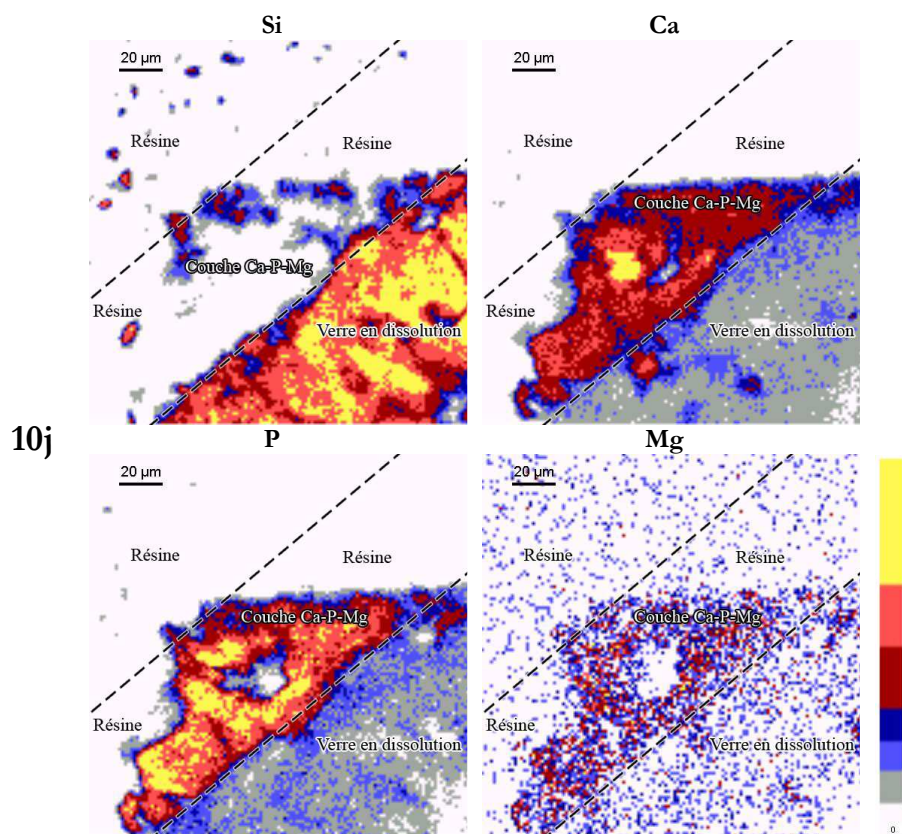 Si
Ca
20 µm
20 µm
Résine
Résine
Résine
Résine
Couche Ca-P-Mg
Couche Ca-P-Mg
Résine
Résine
Verre en dissolution
Verre en dissolution
10j
P
Mg
20 µm
20 µm
Résine
Résine
Résine
Résine
Couche Ca-P-Mg
Couche Ca-P-Mg
Résine
Résine
Verre en dissolution
Verre en dissolution
0